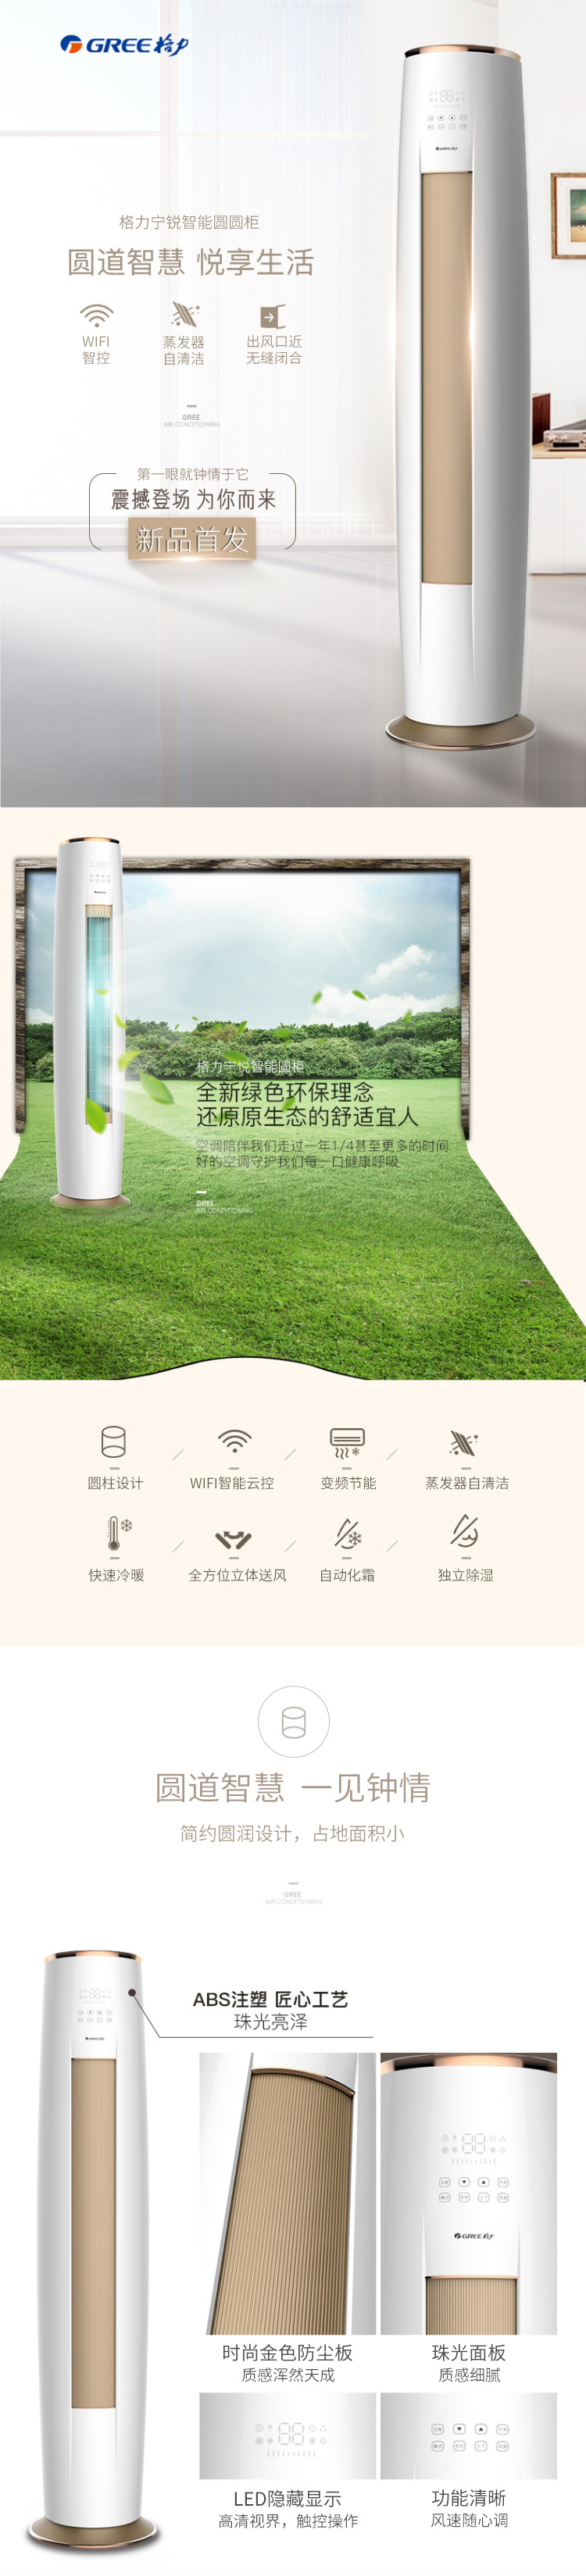 GREE 格力
格力宁锐智能圆圆柜
圆道智慧 悦享生活
WIFI 智控
蒸发器 自清洁
出风口近 无缝闭合
GREE
AIR CONDITIONING
第一眼就钟情于它
震撼登场 为你而来
新品首发
GREE 格力
格力宁悦智能圆柜
全新绿色环保理念
还原原生态的舒适宜人
空调陪伴我们走过一年1/4甚至更多的时间
好的空调守护我们每一口健康呼吸
GREE
AIR CONDITIONING
圆柱设计
WIFI智能云控
变频节能
蒸发器自清洁
快速冷暖
全方位立体送风
自动化霜
独立除湿
圆道智慧 一见钟情
简约圆润设计，占地面积小
GREE
AIR CONDITIONING
ABS注塑 匠心工艺
珠光亮泽
GREE 格力
GREE 格力
时尚金色防尘板
质感浑然天成
珠光面板
质感细腻
LED隐藏显示
高清视界，触控操作
功能清晰
风速随心调